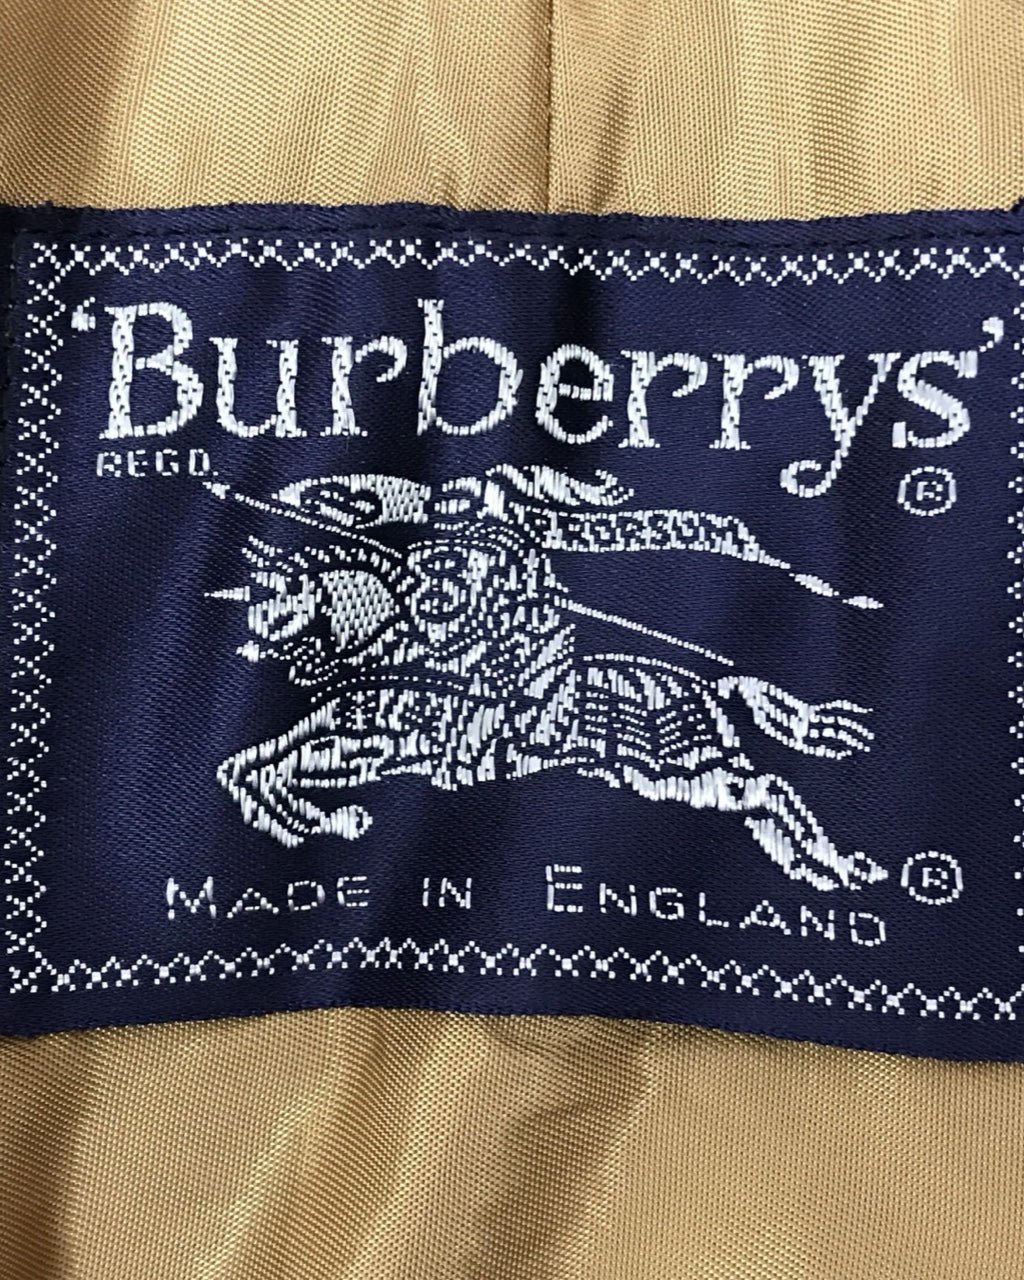 ‘Burberrys’
REGD.
®
MADE IN ENGLAND ®